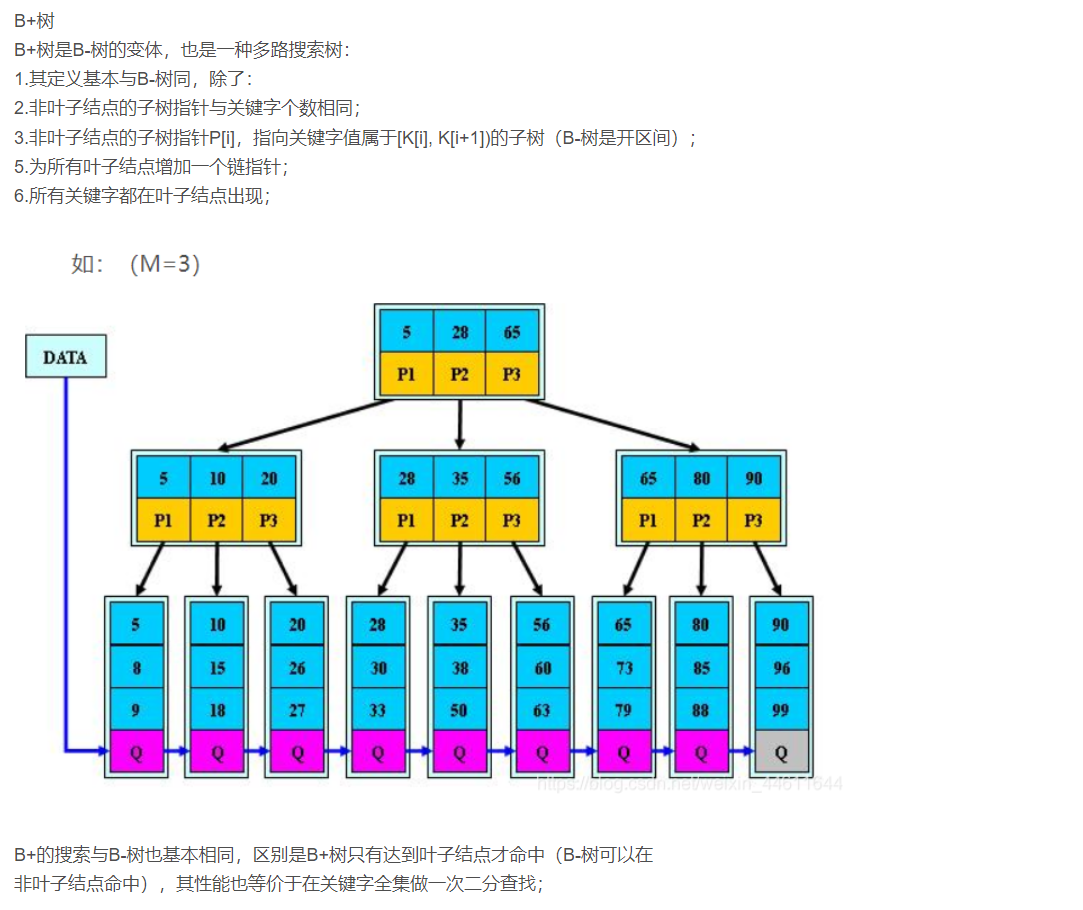 B+树
B+树是B-树的变体，也是一种多路搜索树：
1.其定义基本与B-树同，除了：
2.非叶子结点的子树指针与关键字个数相同；
3.非叶子结点的子树指针P[i]，指向关键字值属于[K[i], K[i+1])的子树（B-树是开区间）；
5.为所有叶子结点增加一个链指针；
6.所有关键字都在叶子结点出现；
如：（M=3）
5 28 65
DATA
P1 P2 P3
5 10 20 28 35 56 65 80 90
P1 P2 P3 P1 P2 P3 P1 P2 P3
5 10 20 28 35 56 65 80 90
8 15 26 30 38 60 73 85 96
9 18 27 33 50 63 79 88 99
Q Q Q Q Q Q Q Q Q
https://blog.csdn.net/weixin_44611644
B+的搜索与B-树也基本相同，区别是B+树只有达到叶子结点才命中（B-树可以在
非叶子结点命中），其性能也等价于在关键字全集做一次二分查找；